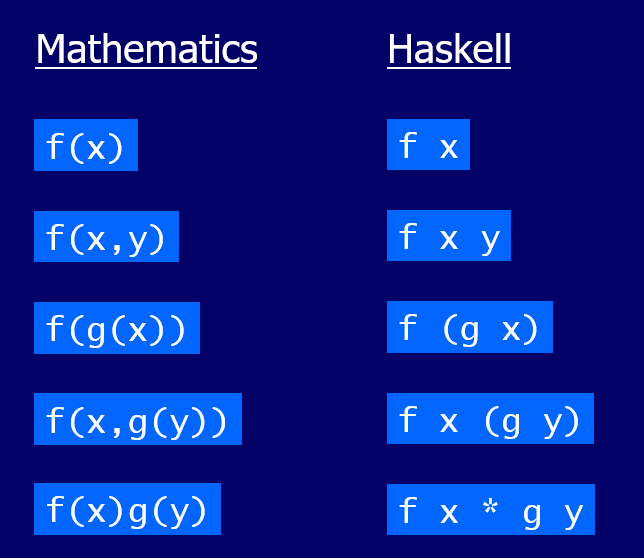 Mathematics Haskell
f(x) f x
f(x,y) f x y
f(g(x)) f (g x)
f(x,g(y)) f x (g y)
f(x)g(y) f x * g y